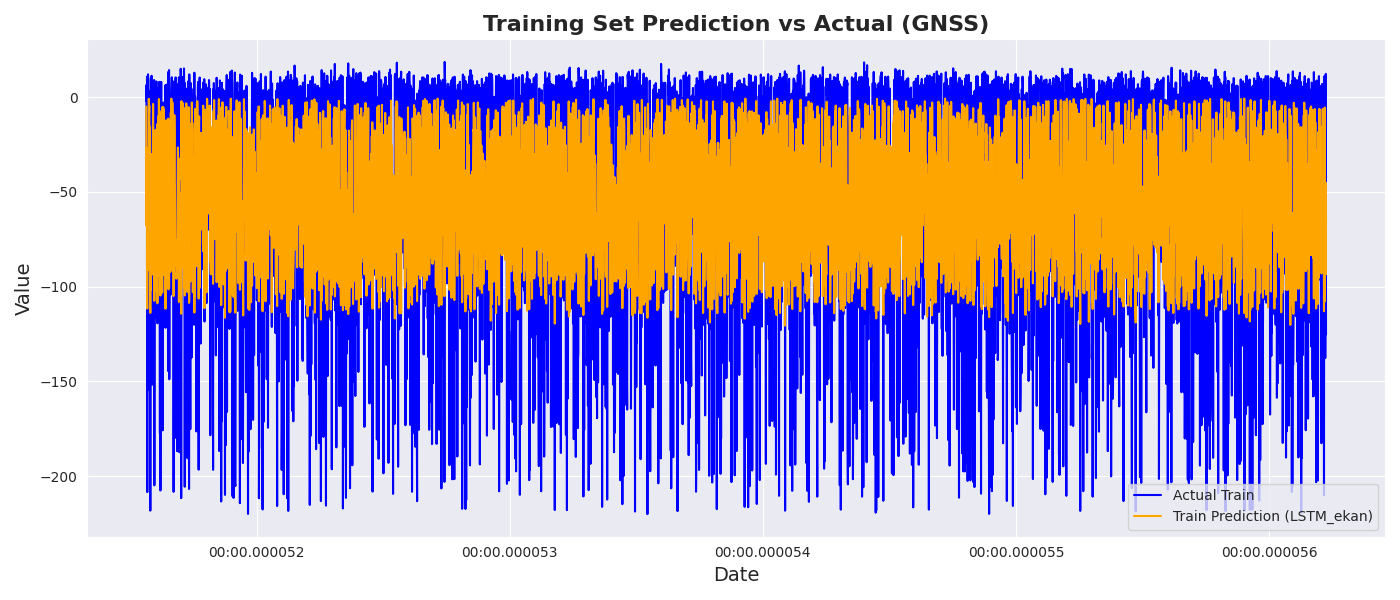 Training Set Prediction vs Actual (GNSS)
Value
0
−50
−100
−150
−200
Actual Train
Train Prediction (LSTM_ekan)
00:00.000052
00:00.000053
00:00.000054
00:00.000055
00:00.000056
Date